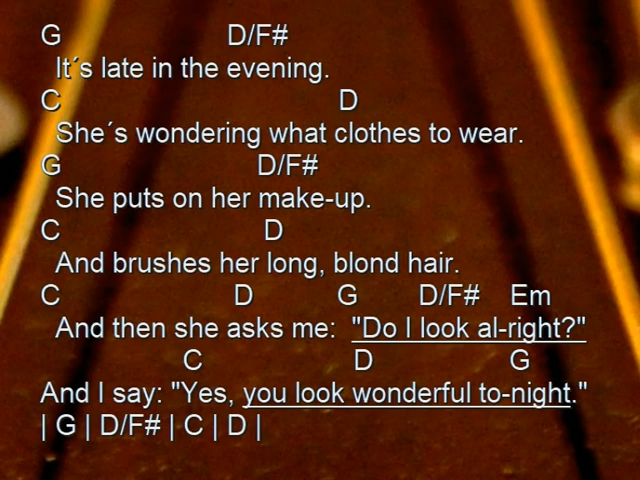 G D/F#
It´s late in the evening.
C D
She´s wondering what clothes to wear.
G D/F#
She puts on her make-up.
C D
And brushes her long, blond hair.
C D G D/F# Em
And then she asks me: "Do I look al-right?"
C D G
And I say: "Yes, you look wonderful to-night."
| G | D/F# | C | D |